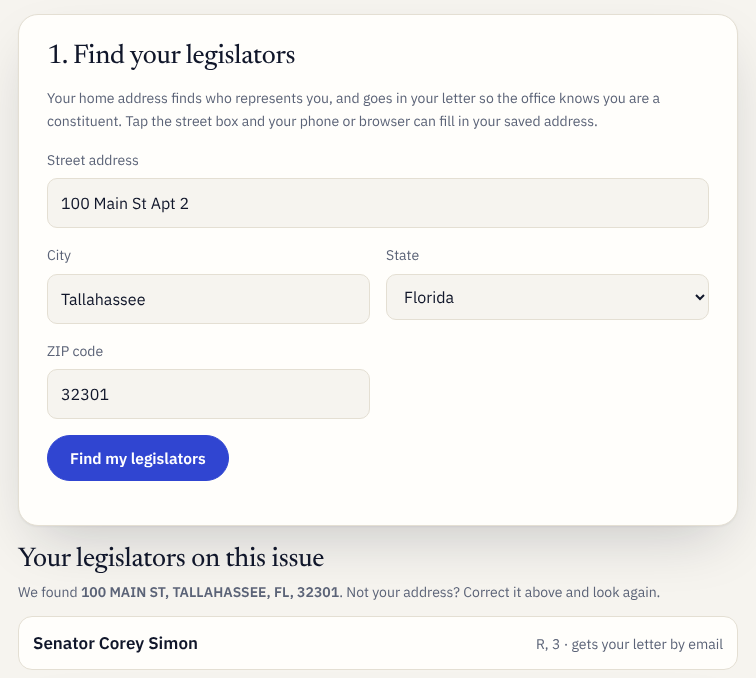 1. Find your legislators
Your home address finds who represents you, and goes in your letter so the office knows you are a
constituent. Tap the street box and your phone or browser can fill in your saved address.
Street address
100 Main St Apt 2
City
State
Tallahassee
Florida
ZIP code
32301
Find my legislators
Your legislators on this issue
We found 100 MAIN ST, TALLAHASSEE, FL, 32301. Not your address? Correct it above and look again.
Senator Corey Simon
R, 3 · gets your letter by email